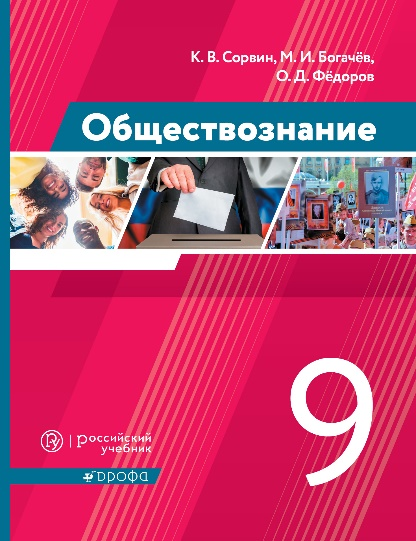 К. В. Сорвин, М. И. Богачёв,
О. Д. Фёдоров
Обществознание
9
российский
учебник
дрофа